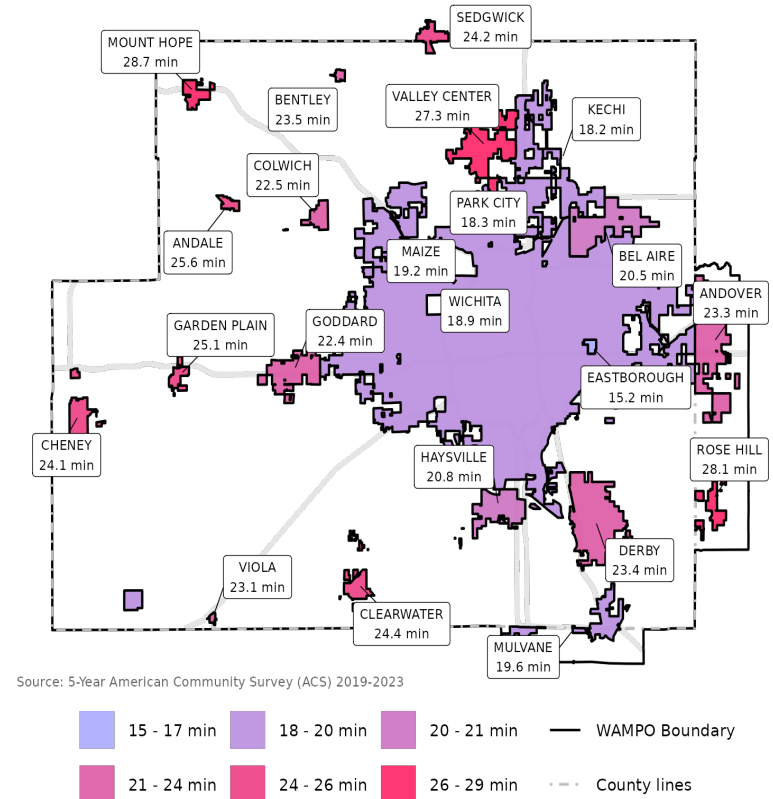 SEDGWICK
24.2 min
MOUNT HOPE
28.7 min
BENTLEY
23.5 min
VALLEY CENTER
27.3 min
KECHI
18.2 min
COLWICH
22.5 min
PARK CITY
18.3 min
ANDALE
25.6 min
MAIZE
19.2 min
BEL AIRE
20.5 min
WICHITA
18.9 min
ANDOVER
23.3 min
GARDEN PLAIN
25.1 min
GODDARD
22.4 min
EASTBOROUGH
15.2 min
CHENEY
24.1 min
HAYSVILLE
20.8 min
ROSE HILL
28.1 min
DERBY
23.4 min
VIOLA
23.1 min
CLEARWATER
24.4 min
MULVANE
19.6 min
Source: 5-Year American Community Survey (ACS) 2019-2023
15 - 17 min
18 - 20 min
20 - 21 min
WAMPO Boundary
21 - 24 min
24 - 26 min
26 - 29 min
County lines